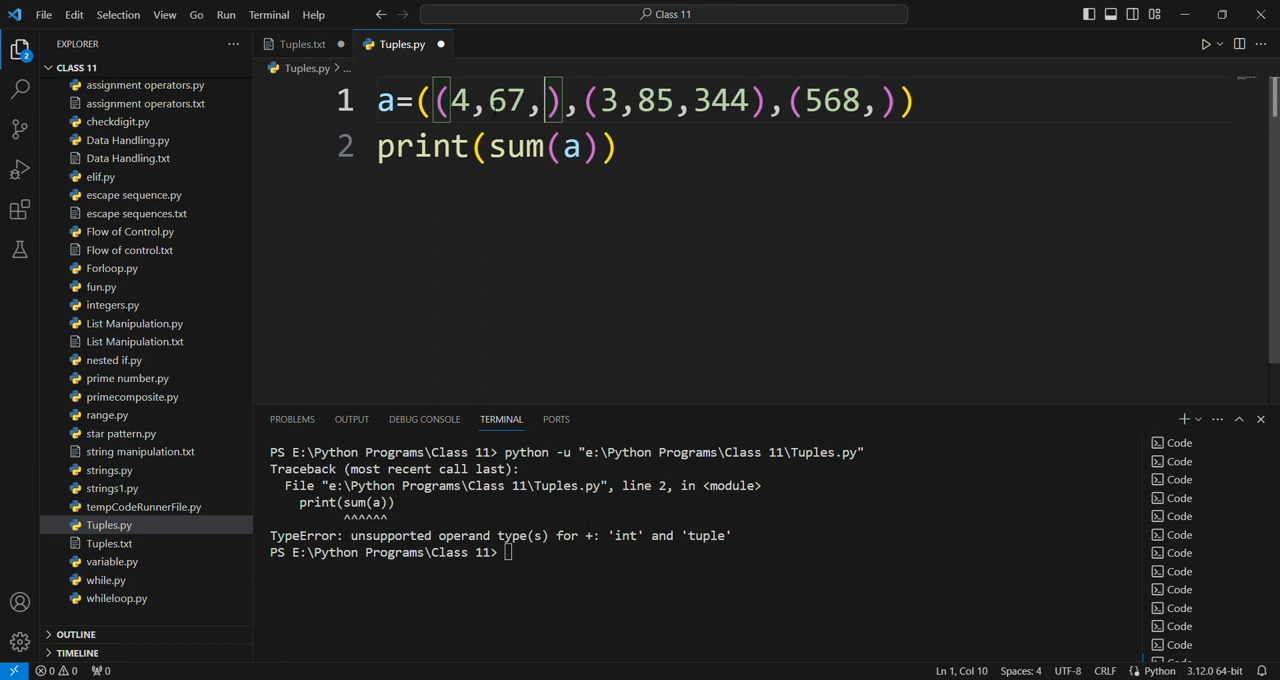 File Edit Selection View Go Run Terminal Help
Class 11
EXPLORER
Tuples.txt
Tuples.py
CLASS 11
Tuples.py > ...
assignment operators.py
assignment operators.txt
checkdigit.py
Data Handling.py
Data Handling.txt
elif.py
escape sequence.py
escape sequences.txt
Flow of Control.py
Flow of control.txt
Forloop.py
fun.py
integers.py
List Manipulation.py
List Manipulation.txt
nested if.py
prime number.py
primecomposite.py
range.py
star pattern.py
string manipulation.txt
strings.py
strings1.py
tempCodeRunnerFile.py
Tuples.py
Tuples.txt
variable.py
while.py
whileloop.py
OUTLINE
TIMELINE
2
1 a=((4,67,),(3,85,344),(568,))
2 print(sum(a))
PROBLEMS OUTPUT DEBUG CONSOLE TERMINAL PORTS
PS E:\Python Programs\Class 11> python -u "e:\Python Programs\Class 11\Tuples.py"
Traceback (most recent call last):
File "e:\Python Programs\Class 11\Tuples.py", line 2, in <module>
print(sum(a))
^^^^^^
TypeError: unsupported operand type(s) for +: 'int' and 'tuple'
PS E:\Python Programs\Class 11>
Code
Code
Code
Code
Code
Code
Code
Code
Code
Code
Code
Code
0 0 0
Ln 1, Col 10 Spaces: 4 UTF-8 CRLF Python 3.12.0 64-bit